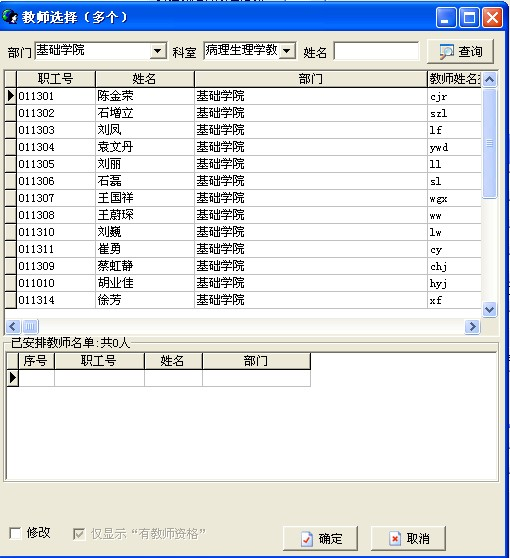 教师选择（多个）
部门 基础学院 科室 病理生理学教 姓名 查询
职工号 姓名 部门 教师姓名
011301 陈金荣 基础学院 cjr
011302 石增立 基础学院 szl
011303 刘凤 基础学院 lf
011304 袁文丹 基础学院 ywd
011305 刘丽 基础学院 ll
011306 石磊 基础学院 sl
011307 王国祥 基础学院 wgx
011308 王蔚琛 基础学院 ww
011310 刘巍 基础学院 lw
011311 崔勇 基础学院 cy
011309 蔡虹静 基础学院 chj
011010 胡业佳 基础学院 hyj
011314 徐芳 基础学院 xf
已安排教师名单:共0人
序号 职工号 姓名 部门
修改 仅显示“有教师资格” 确定 取消